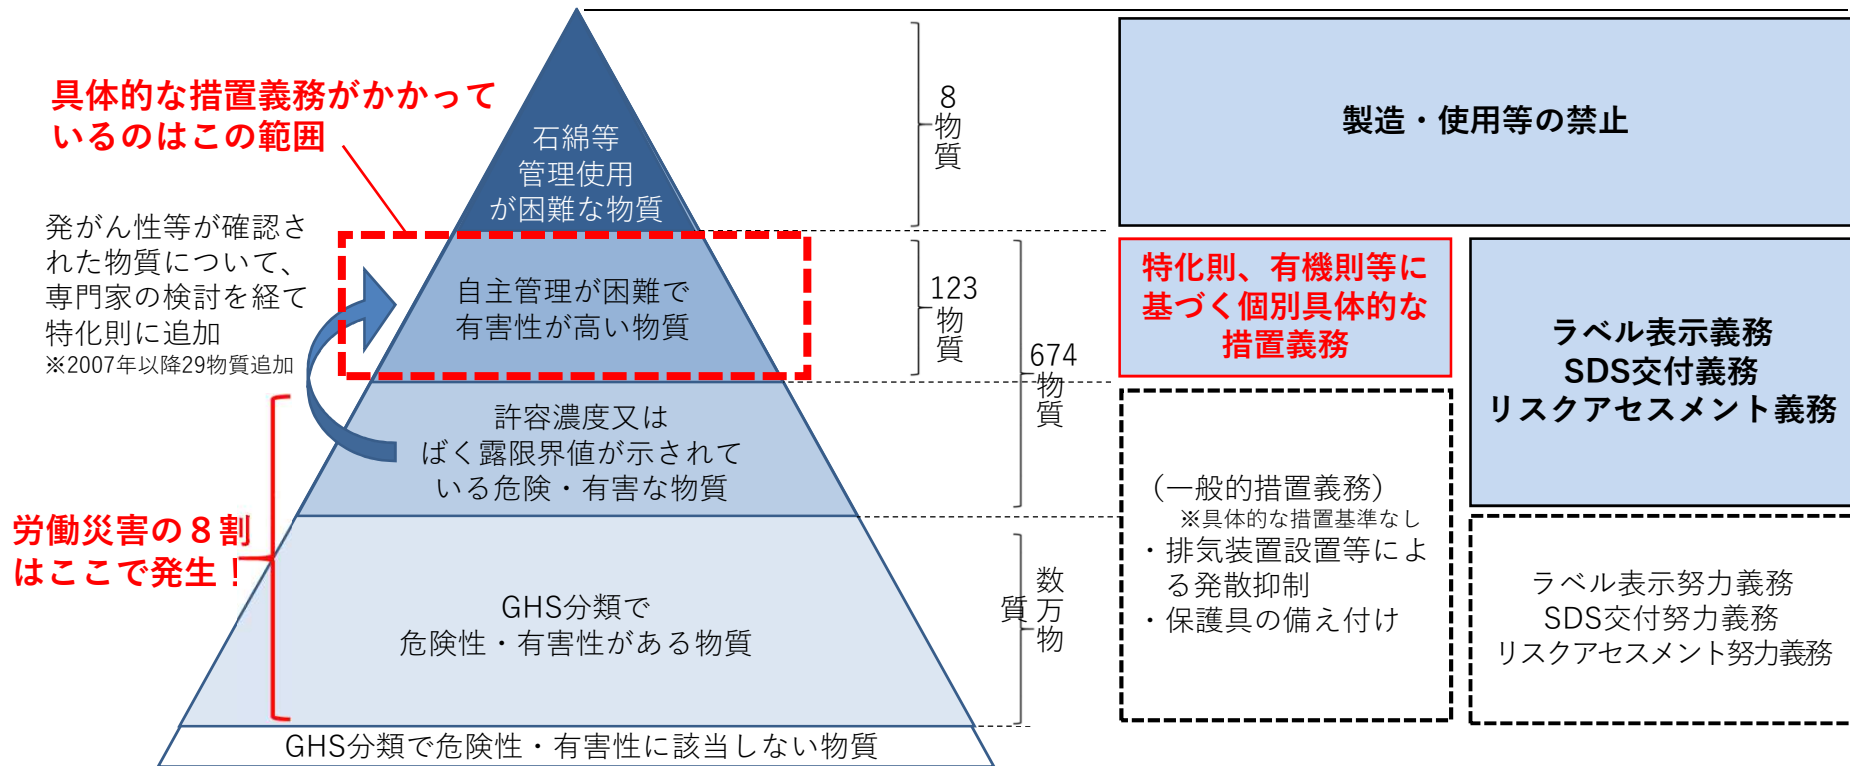 具体的な措置義務がかかって
いるのはこの範囲
発がん性等が確認さ
れた物質について、
専門家の検討を経て
特化則に追加
※2007年以降29物質追加
労働災害の８割
はここで発生！
石綿等
管理使用
が困難な物質
自主管理が困難で
有害性が高い物質
許容濃度又は
ばく露限界値が示されて
いる危険・有害な物質
GHS分類で
危険性・有害性がある物質
GHS分類で危険性・有害性に該当しない物質
8物質
123物質
674物質
数万物質
製造・使用等の禁止
特化則、有機則等に
基づく個別具体的な
措置義務
（一般的措置義務）
※具体的な措置基準なし
・排気装置設置等によ
る発散抑制
・保護具の備え付け
ラベル表示義務
SDS交付義務
リスクアセスメント義務
ラベル表示努力義務
SDS交付努力義務
リスクアセスメント努力義務